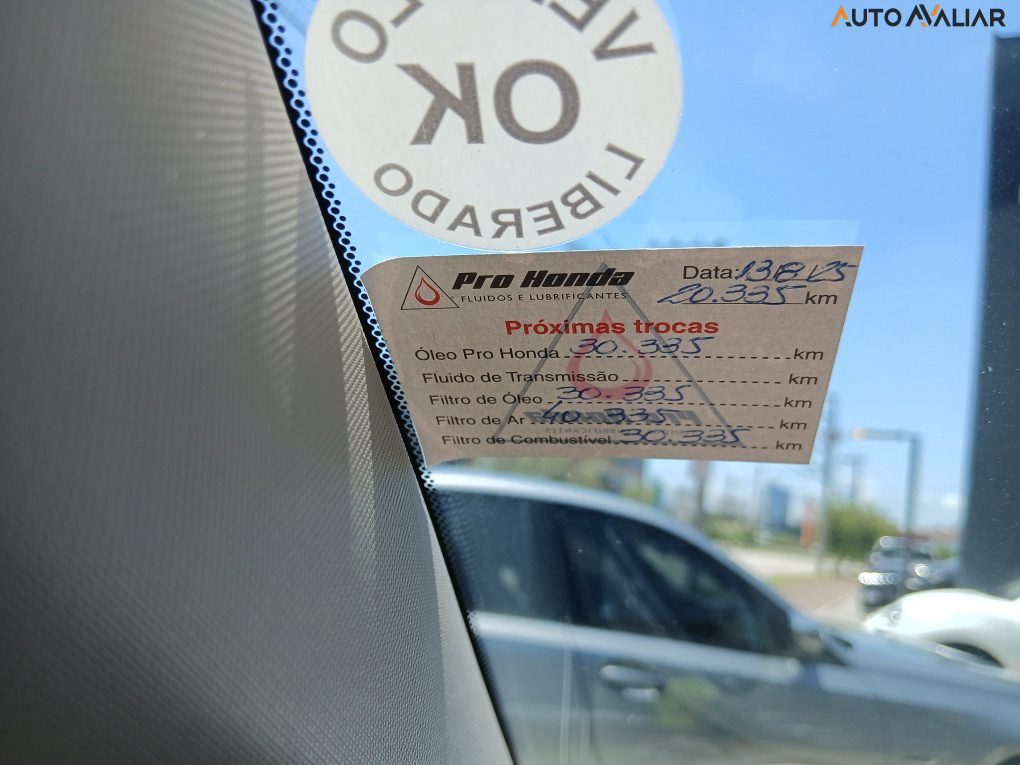 AUTO AVALIAR
VEÍCULO
OK
LIBERADO
Pro Honda
FLUIDOS E LUBRIFICANTES
Data: 13.8.25
20.335 km
Próximas trocas
Óleo Pro Honda 30.335 km
Fluido de Transmissão km
Filtro de Óleo 30.335 km
Filtro de Ar 40.335 km
Filtro de Combustível 30.335 km